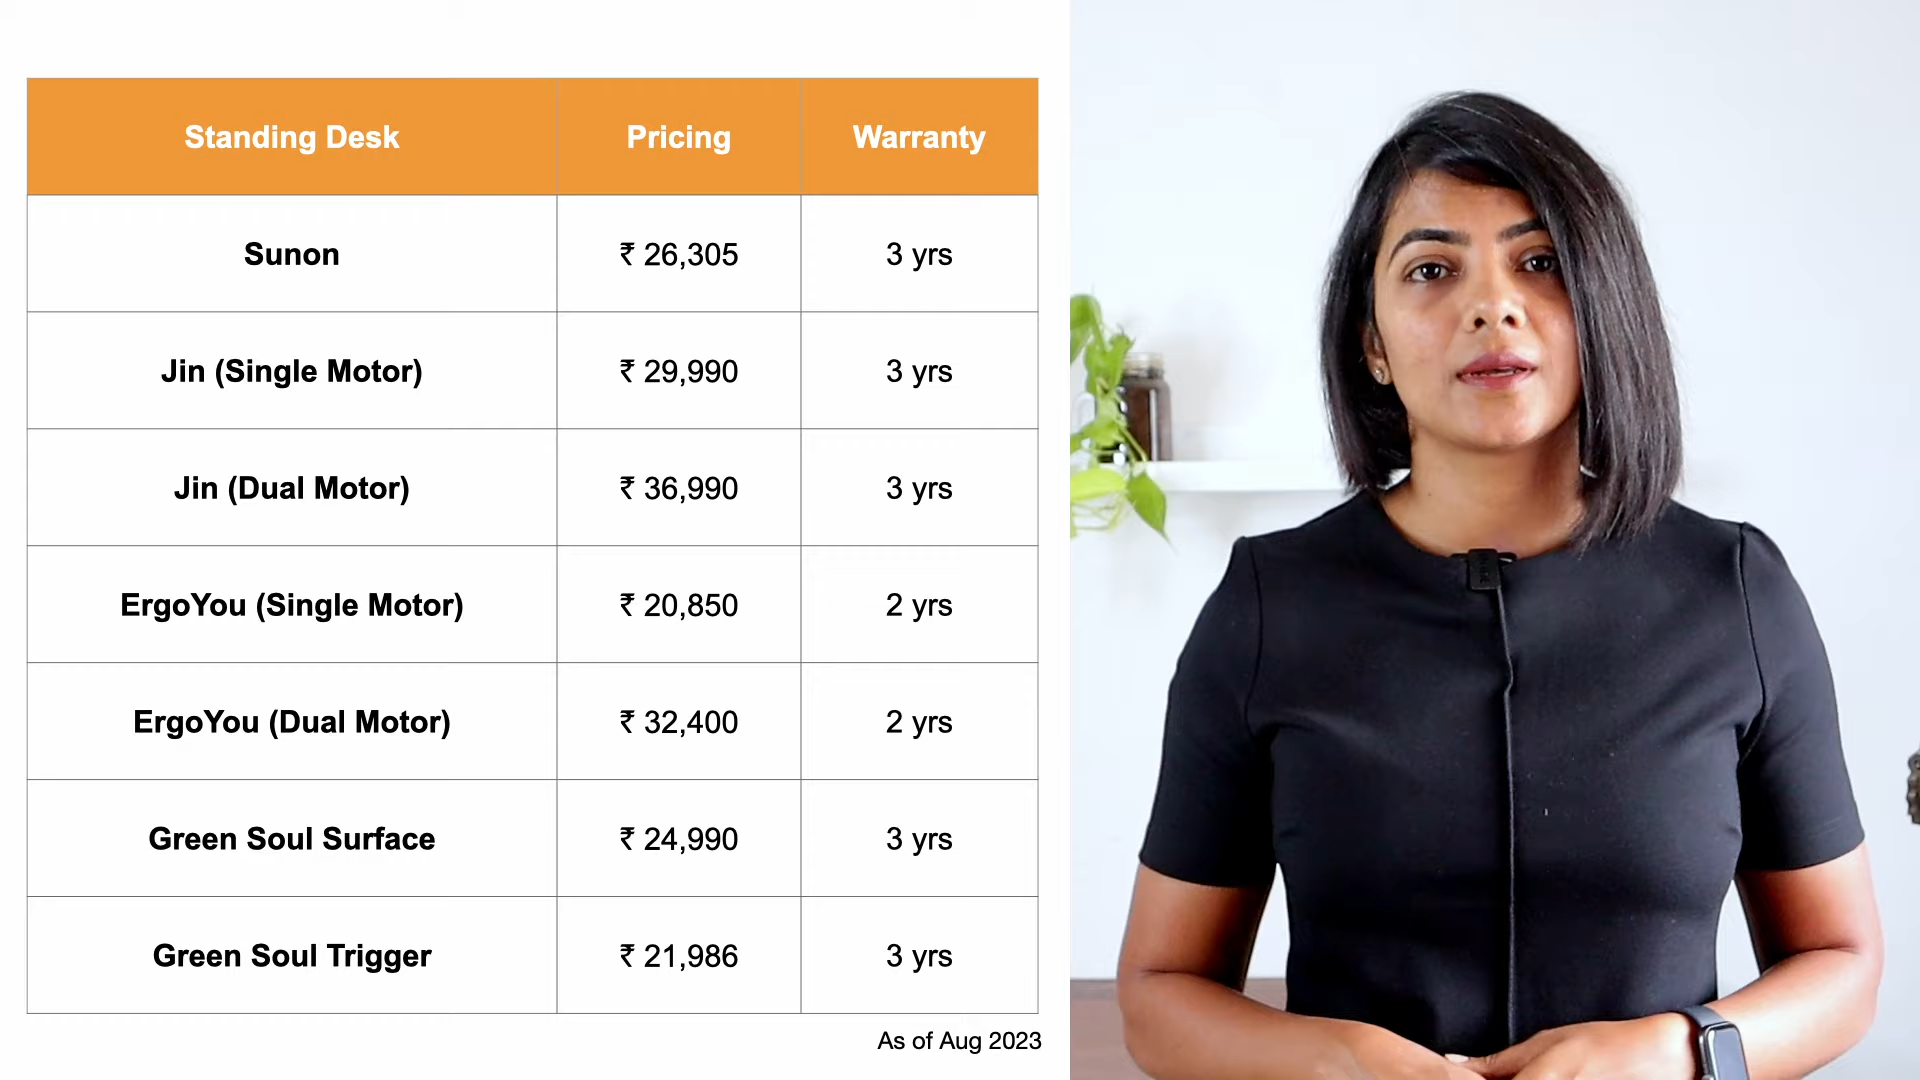 Standing Desk Pricing Warranty
Sunon ₹ 26,305 3 yrs
Jin (Single Motor) ₹ 29,990 3 yrs
Jin (Dual Motor) ₹ 36,990 3 yrs
ErgoYou (Single Motor) ₹ 20,850 2 yrs
ErgoYou (Dual Motor) ₹ 32,400 2 yrs
Green Soul Surface ₹ 24,990 3 yrs
Green Soul Trigger ₹ 21,986 3 yrs
As of Aug 2023